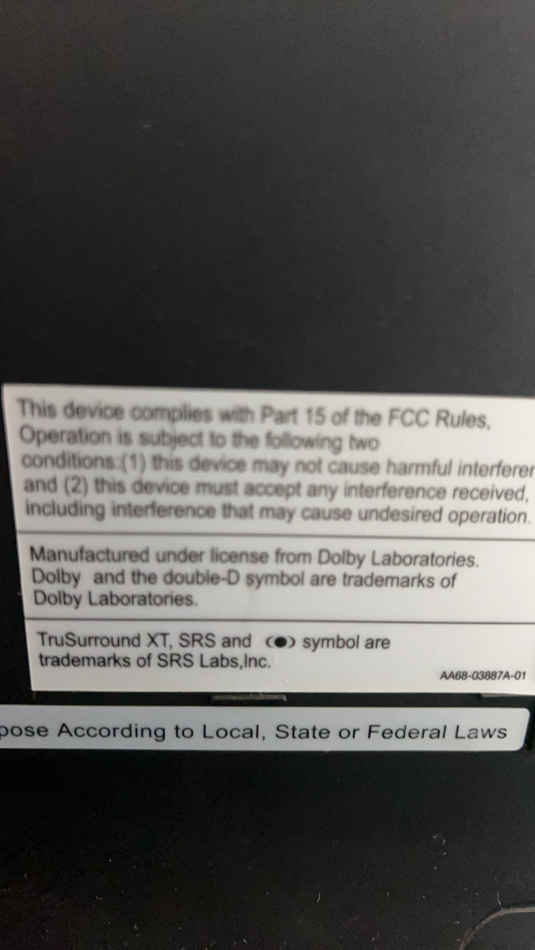 This device complies with Part 15 of the FCC Rules,
Operation is subject to the following two
conditions:(1) this device may not cause harmful interferen
and (2) this device must accept any interference received,
including interference that may cause undesired operation.
Manufactured under license from Dolby Laboratories.
Dolby and the double-D symbol are trademarks of
Dolby Laboratories.
TruSurround XT, SRS and (●) symbol are
trademarks of SRS Labs,Inc.
AA68-03887A-01
pose According to Local, State or Federal Laws